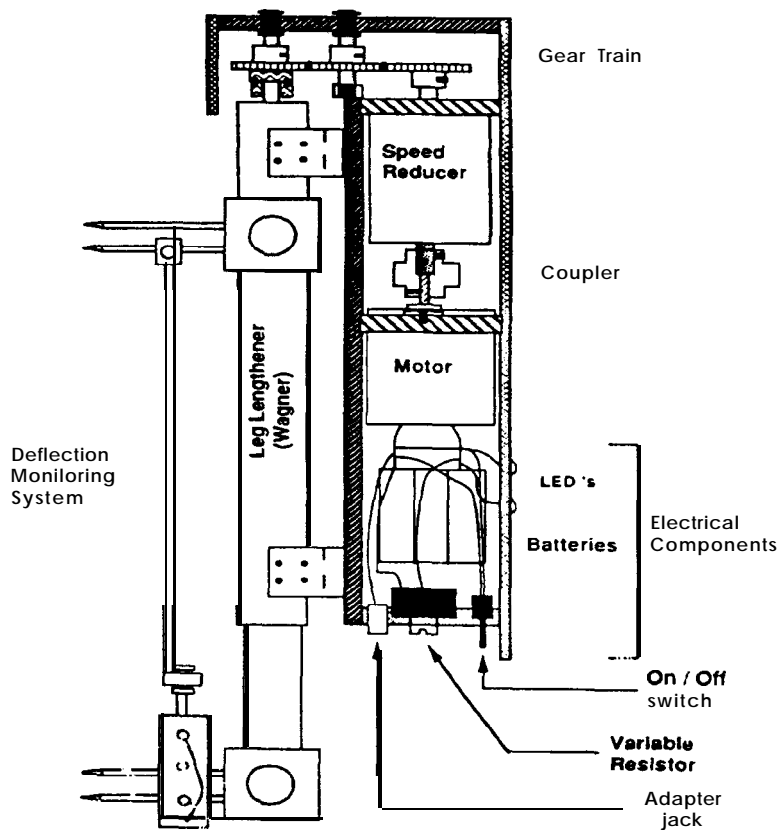 Gear Train
Speed
Reducer
Coupler
Motor
Leg Lengthener
(Wagner)
Deflection
Moniloring
System
LED 's
Batteries
Electrical
Components
On / Off
switch
Variable
Resistor
Adapter
jack